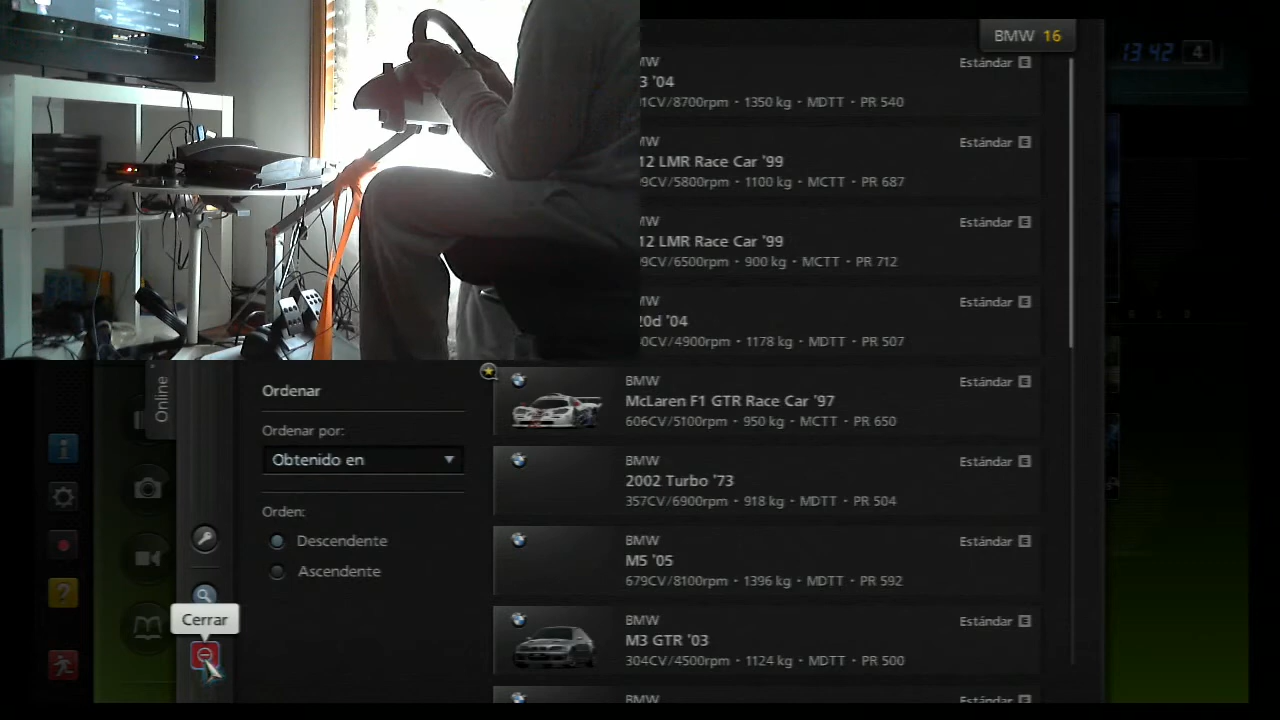 BMW 16
13 42 4
Estándar E
3 '04
CV/8700rpm · 1350 kg · MDTT · PR 540
Estándar E
12 LMR Race Car '99
CV/5800rpm · 1100 kg · MCTT · PR 687
Estándar E
12 LMR Race Car '99
CV/6500rpm · 900 kg · MCTT · PR 712
Estándar E
20d '04
CV/4900rpm · 1178 kg · MDTT · PR 507
Online
Ordenar
Ordenar por:
Obtenido en
Orden:
Descendente
Ascendente
Cerrar
BMW
Estándar E
McLaren F1 GTR Race Car '97
606CV/5100rpm · 950 kg · MCTT · PR 650
BMW
Estándar E
2002 Turbo '73
357CV/6900rpm · 918 kg · MDTT · PR 504
BMW
Estándar E
M5 '05
679CV/8100rpm · 1396 kg · MDTT · PR 592
BMW
Estándar E
M3 GTR '03
304CV/4500rpm · 1124 kg · MDTT · PR 500
BMW
Estándar E